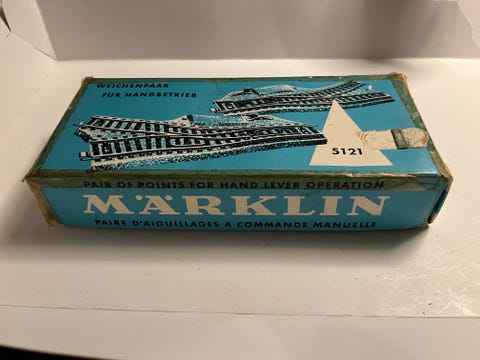 WEICHENPAAR
FÜR HANDBETRIEB
5121
PAIR OF POINTS FOR HAND LEVER OPERATION
MÄRKLIN
PAIRE D'AIGUILLAGES A COMMANDE MANUELLE